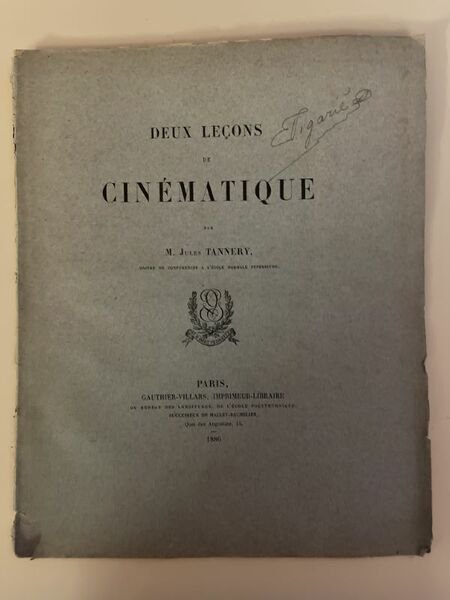 DEUX LEÇONS
DE
CINÉMATIQUE
PAR
M. Jules TANNERY,
MAITRE DE CONFÉRENCES A L'ÉCOLE NORMALE SUPÉRIEURE.
PARIS,
GAUTHIER-VILLARS, IMPRIMEUR-LIBRAIRE
DU BUREAU DES LONGITUDES, DE L'ÉCOLE POLYTECHNIQUE,
SUCCESSEUR DE MALLET-BACHELIER,
Quai des Augustins, 55.
1886